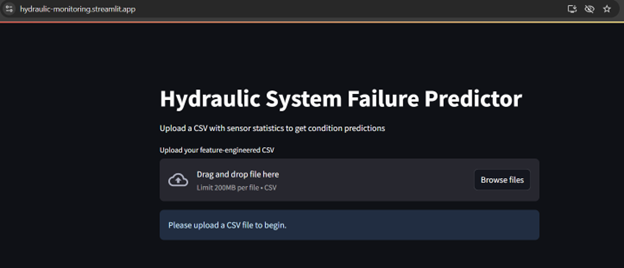 hydraulic-monitoring.streamlit.app
Hydraulic System Failure Predictor
Upload a CSV with sensor statistics to get condition predictions
Upload your feature-engineered CSV
Drag and drop file here
Limit 200MB per file • CSV
Browse files
Please upload a CSV file to begin.